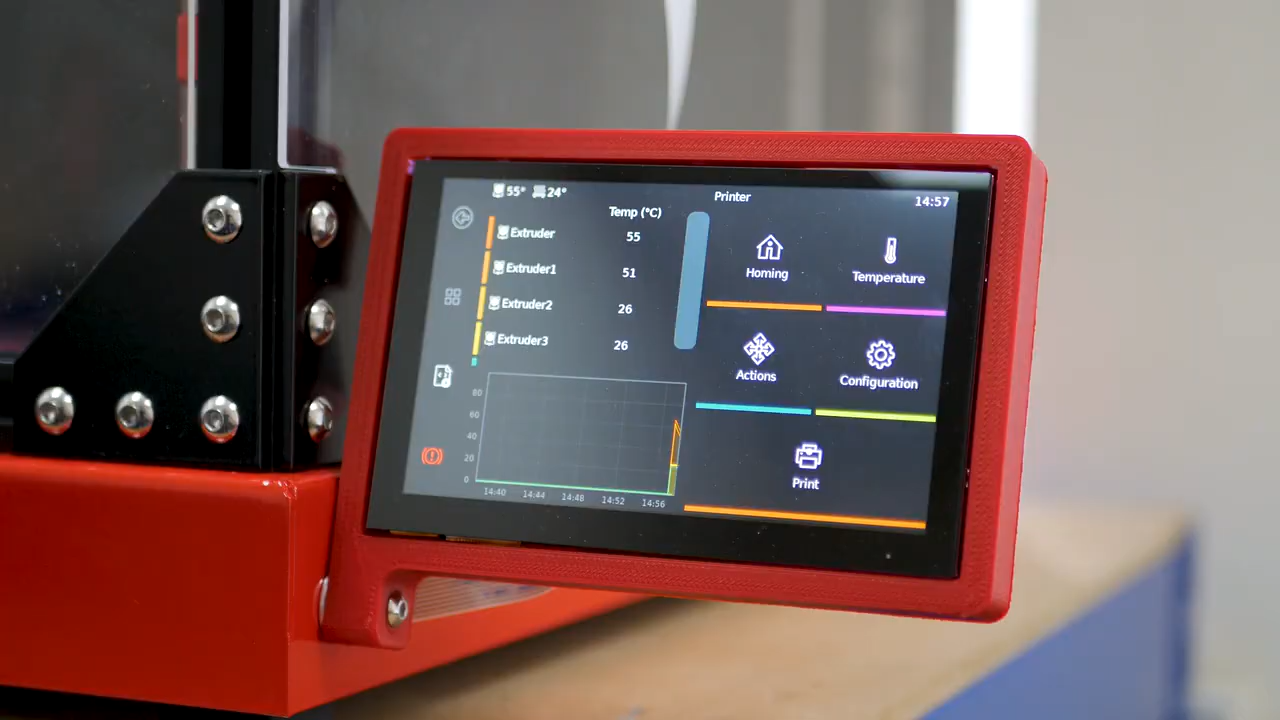 55° 24° Printer 14:57
Temp (°C)
Extruder 55
Extruder1 51
Extruder2 26
Extruder3 26
80
60
40
20
0
14:40 14:44 14:48 14:52 14:56
Homing Temperature
Actions Configuration
Print